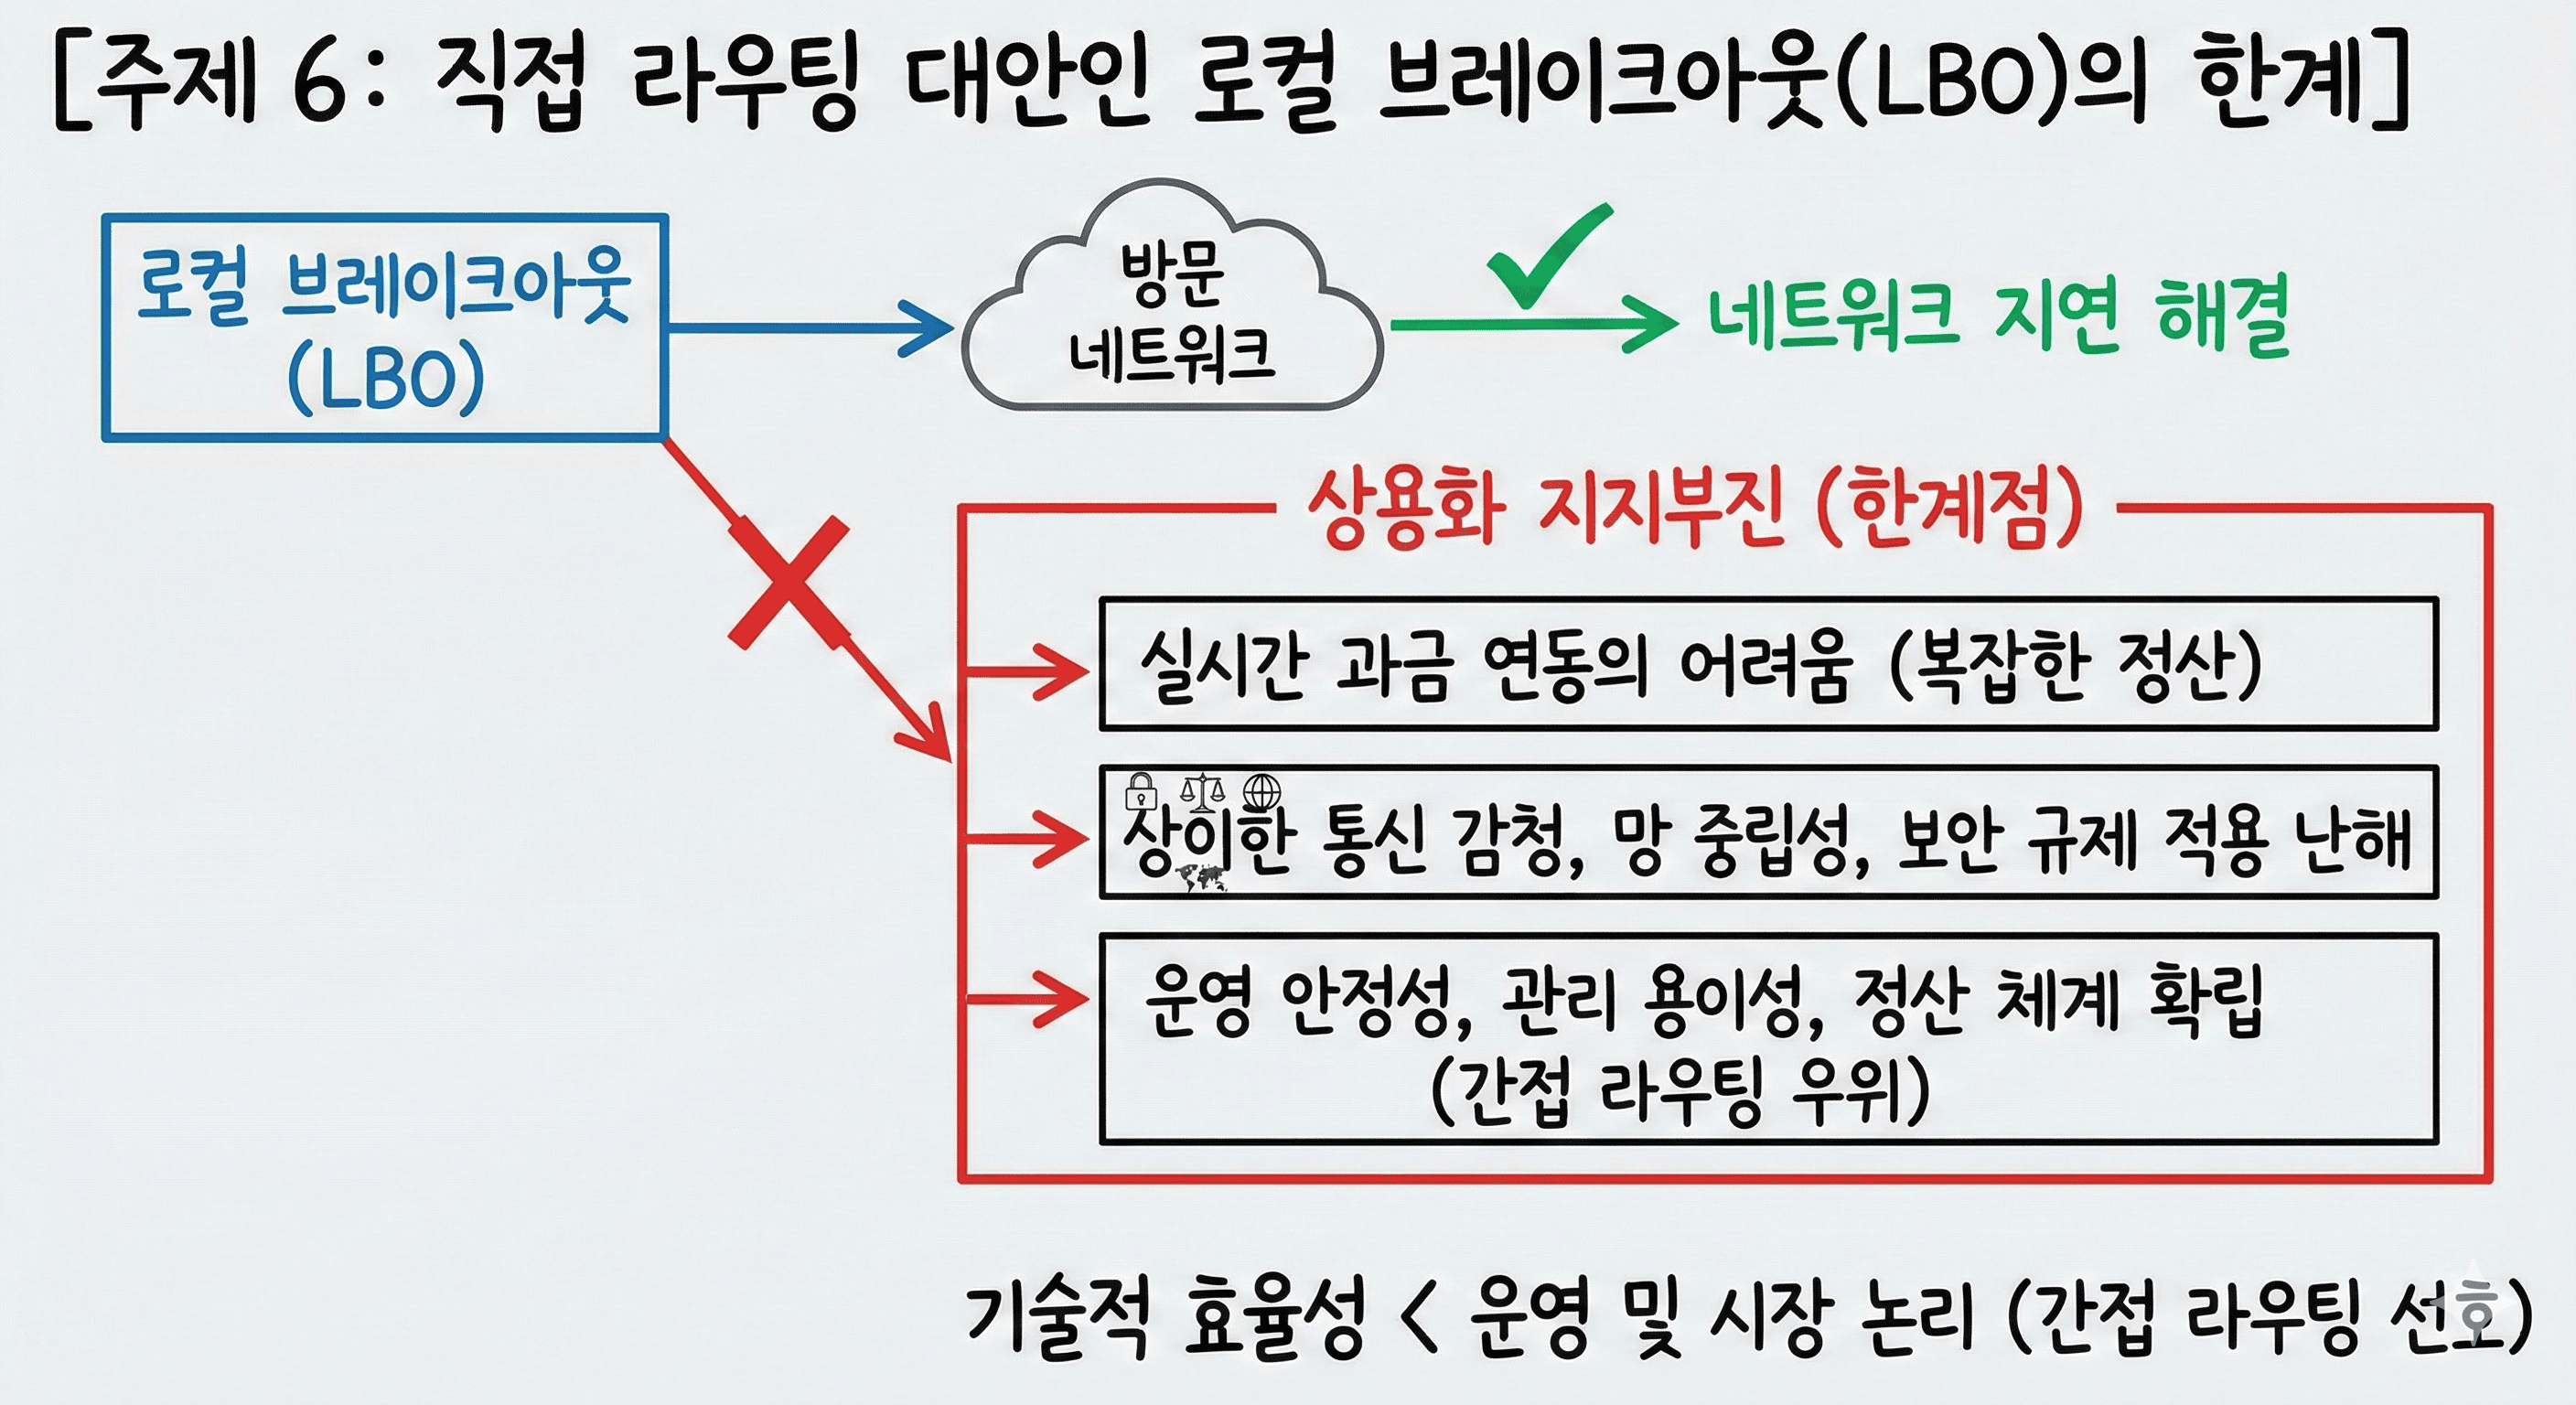 [주제 6: 직접 라우팅 대안인 로컬 브레이크아웃(LBO)의 한계]
로컬 브레이크아웃
(LBO)
방문
네트워크
네트워크 지연 해결
상용화 지지부진 (한계점)
실시간 과금 연동의 어려움 (복잡한 정산)
상이한 통신 감청, 망 중립성, 보안 규제 적용 난해
운영 안정성, 관리 용이성, 정산 체계 확립
(간접 라우팅 우위)
기술적 효율성 < 운영 및 시장 논리 (간접 라우팅 선호)